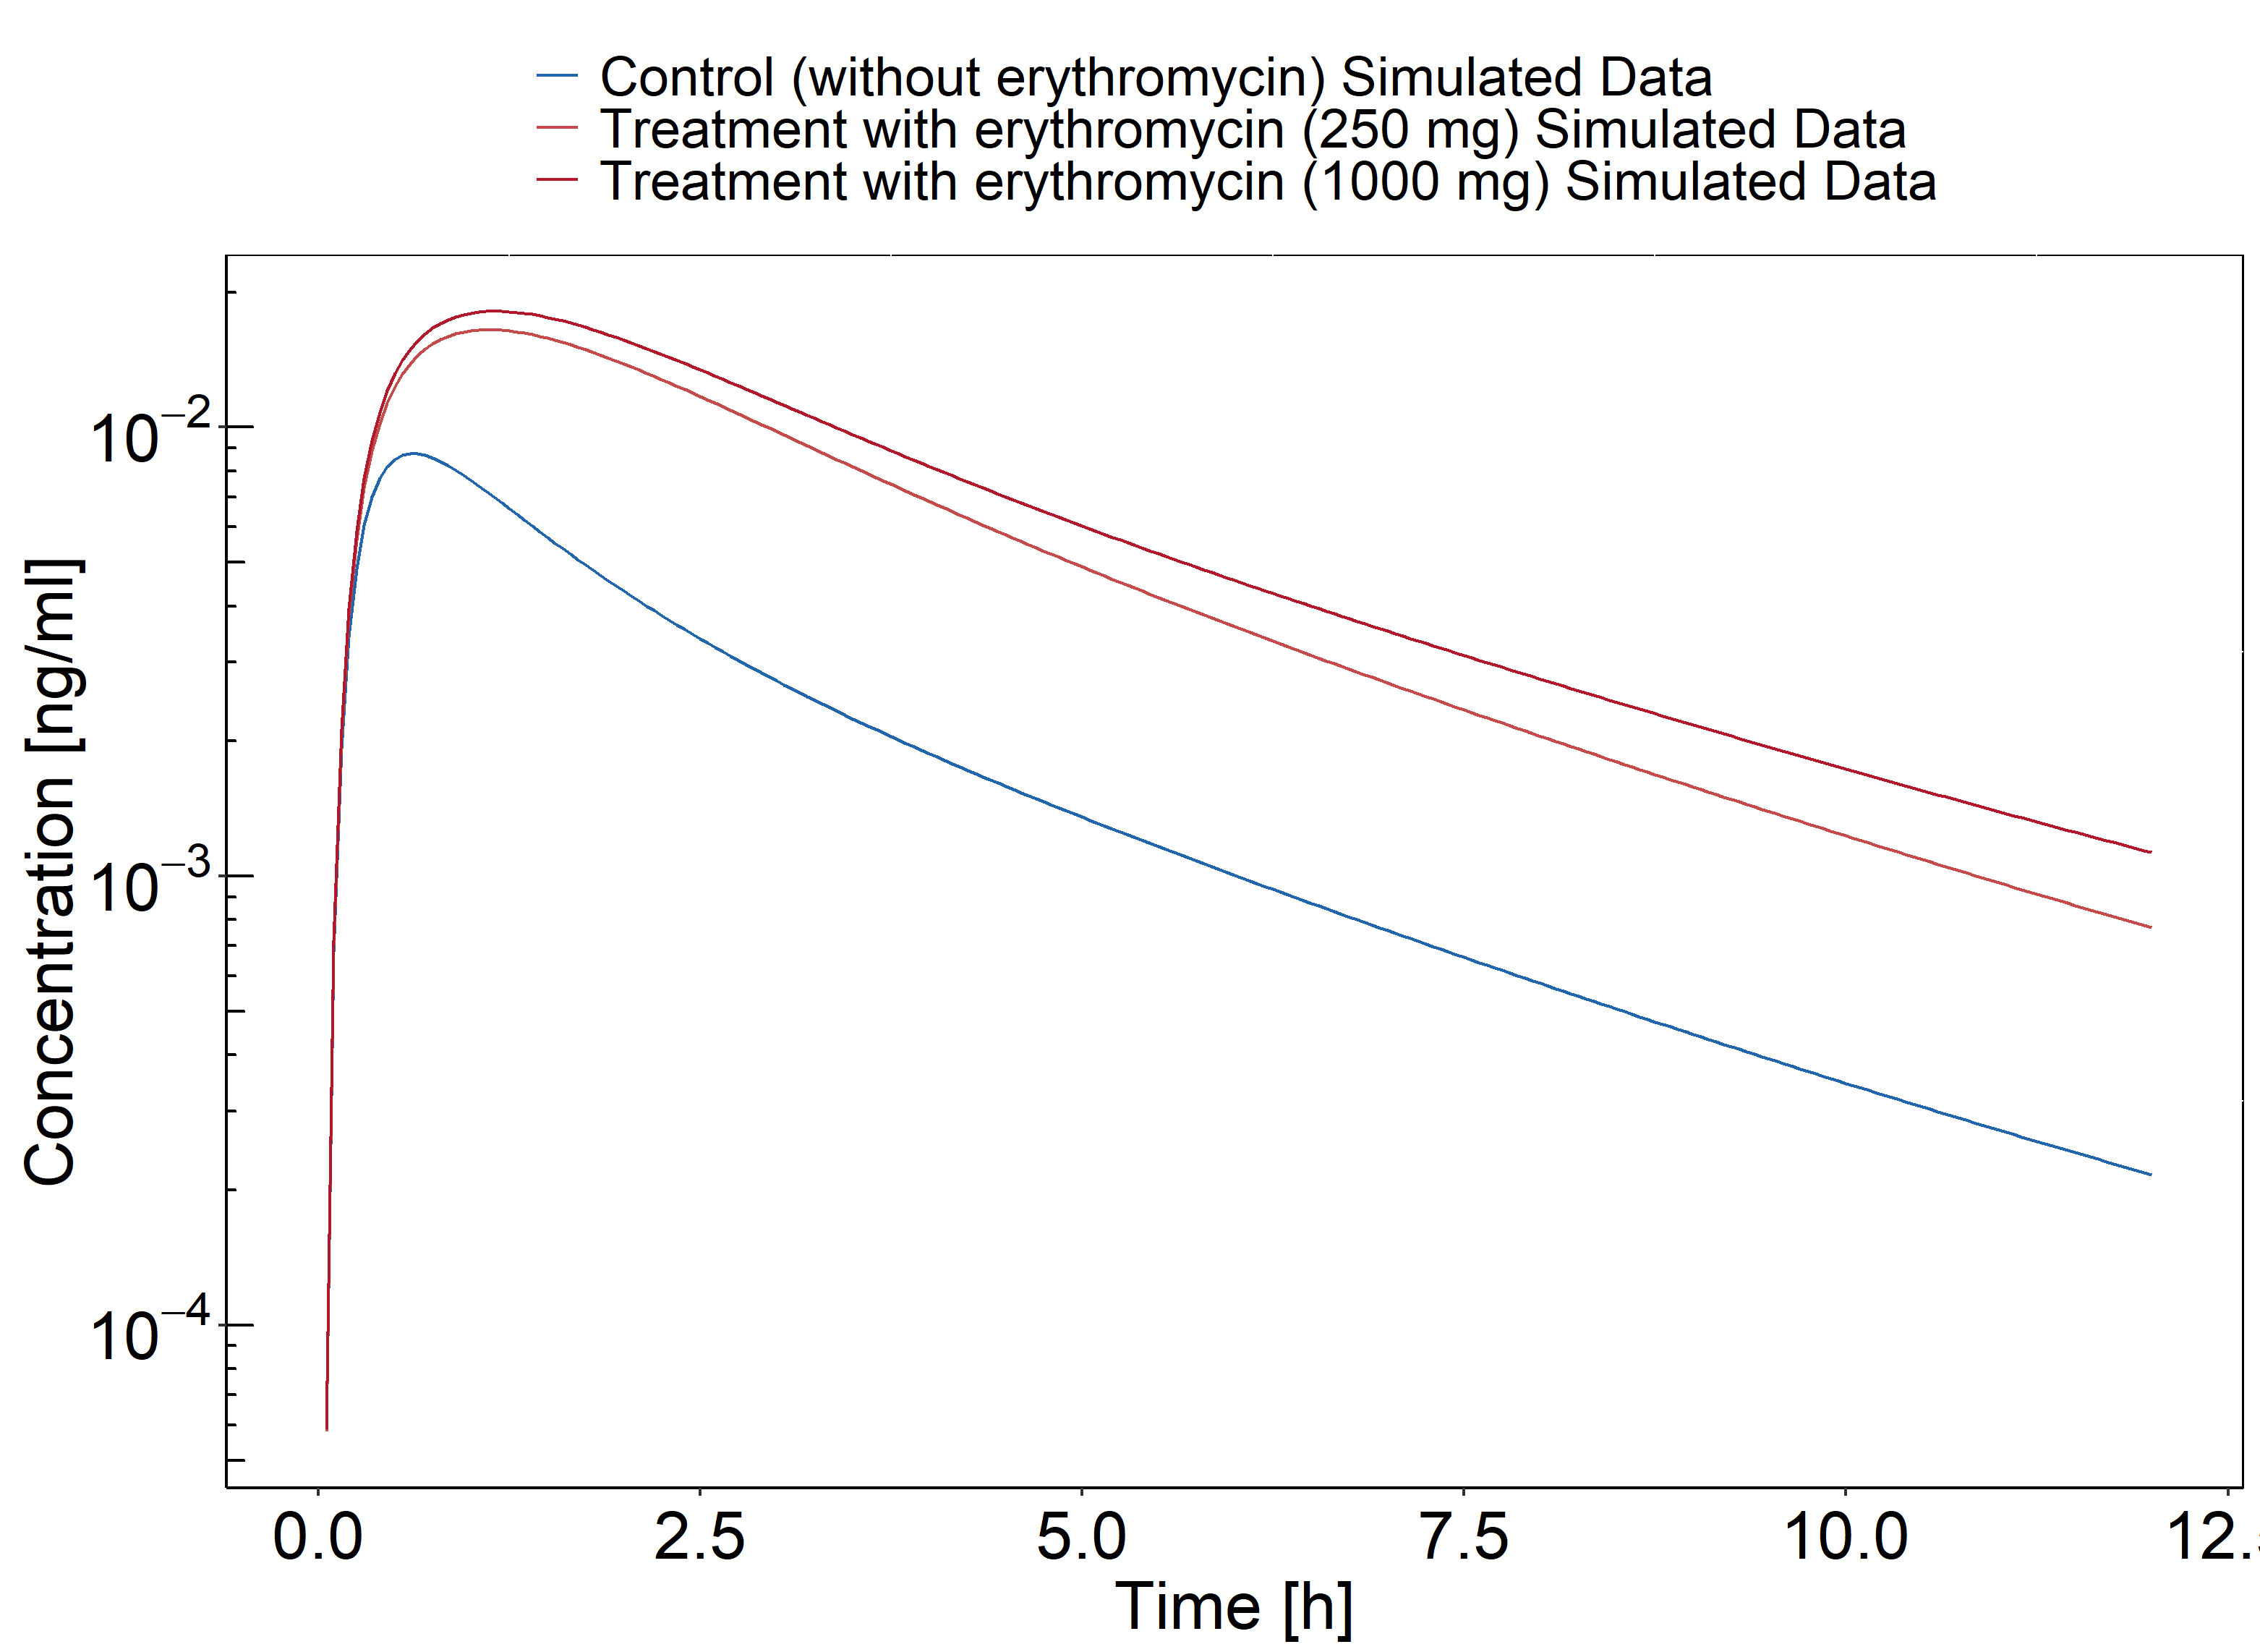 Control (without erythromycin) Simulated Data
Treatment with erythromycin (250 mg) Simulated Data
Treatment with erythromycin (1000 mg) Simulated Data
Concentration [ng/ml]
10⁻²
10⁻³
10⁻⁴
0.0 2.5 5.0 7.5 10.0 12.
Time [h]